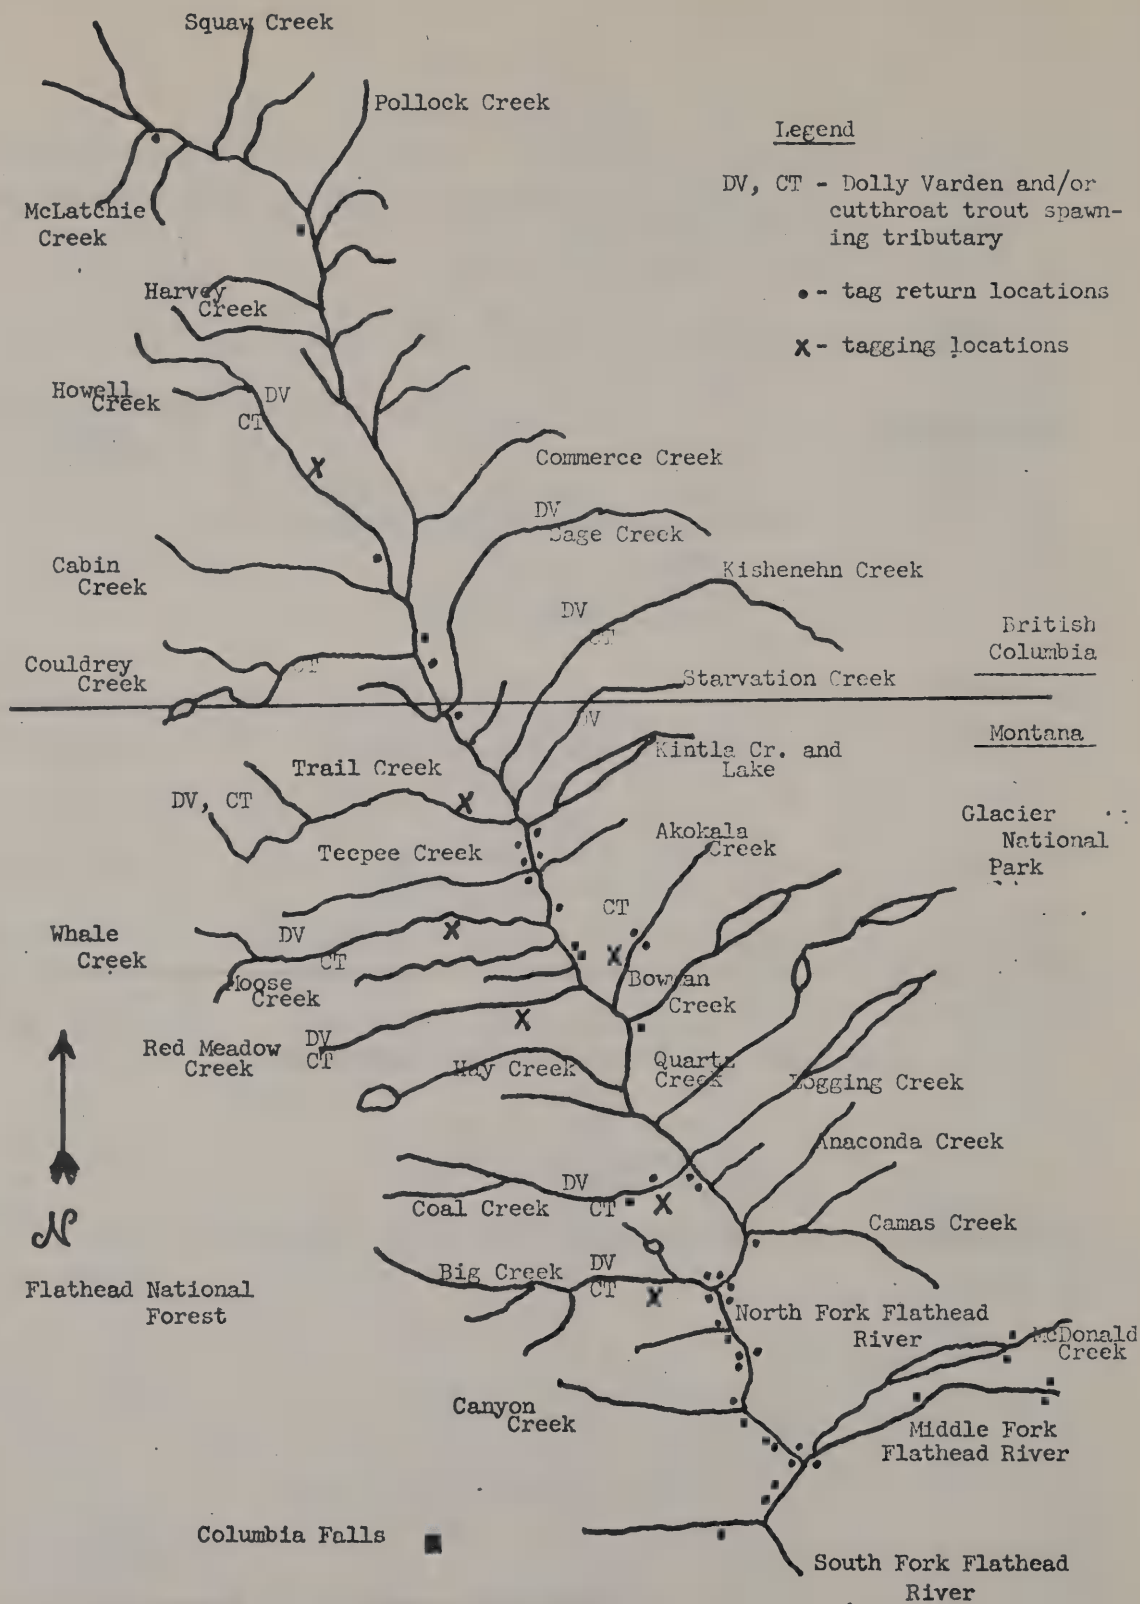 Squaw Creek
Pollock Creek
Legend
DV, CT - Dolly Varden and/or
cutthroat trout spawn-
ing tributary
• - tag return locations
X - tagging locations
McLatchie
Creek
Harvey
Creek
Howell
Creek
DV
CT
X
Commerce Creek
DV
Sage Creek
Cabin
Creek
Kishenehn Creek
DV
CT
British
Columbia
Couldrey
Creek
CT
Starvation Creek
DV
Montana
Kintla Cr. and
Lake
Trail Creek
DV, CT
X
Glacier
National
Park
Akokala
Creek
Teepee Creek
CT
Whale
Creek
DV
CT
X
X
Moose
Creek
Bowman
Creek
Red Meadow
Creek
DV
CT
X
Hay Creek
Quartz
Creek
Logging Creek
Anaconda Creek
DV
CT
Coal Creek
X
Camas Creek
N
Flathead National
Forest
Big Creek
DV
CT
X
North Fork Flathead
River
McDonald
Creek
Canyon
Creek
Middle Fork
Flathead River
Columbia Falls
South Fork Flathead
River